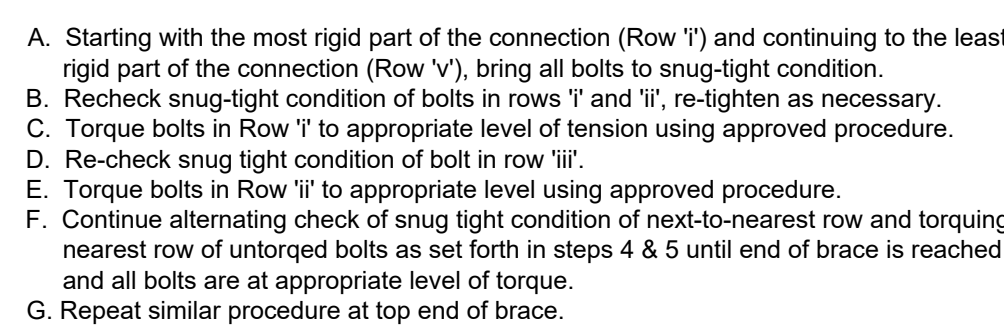 A. Starting with the most rigid part of the connection (Row 'i') and continuing to the least
rigid part of the connection (Row 'v'), bring all bolts to snug-tight condition.
B. Recheck snug-tight condition of bolts in rows 'i' and 'ii', re-tighten as necessary.
C. Torque bolts in Row 'i' to appropriate level of tension using approved procedure.
D. Re-check snug tight condition of bolt in row 'iii'.
E. Torque bolts in Row 'ii' to appropriate level using approved procedure.
F. Continue alternating check of snug tight condition of next-to-nearest row and torquing
nearest row of untorqed bolts as set forth in steps 4 & 5 until end of brace is reached
and all bolts are at appropriate level of torque.
G. Repeat similar procedure at top end of brace.